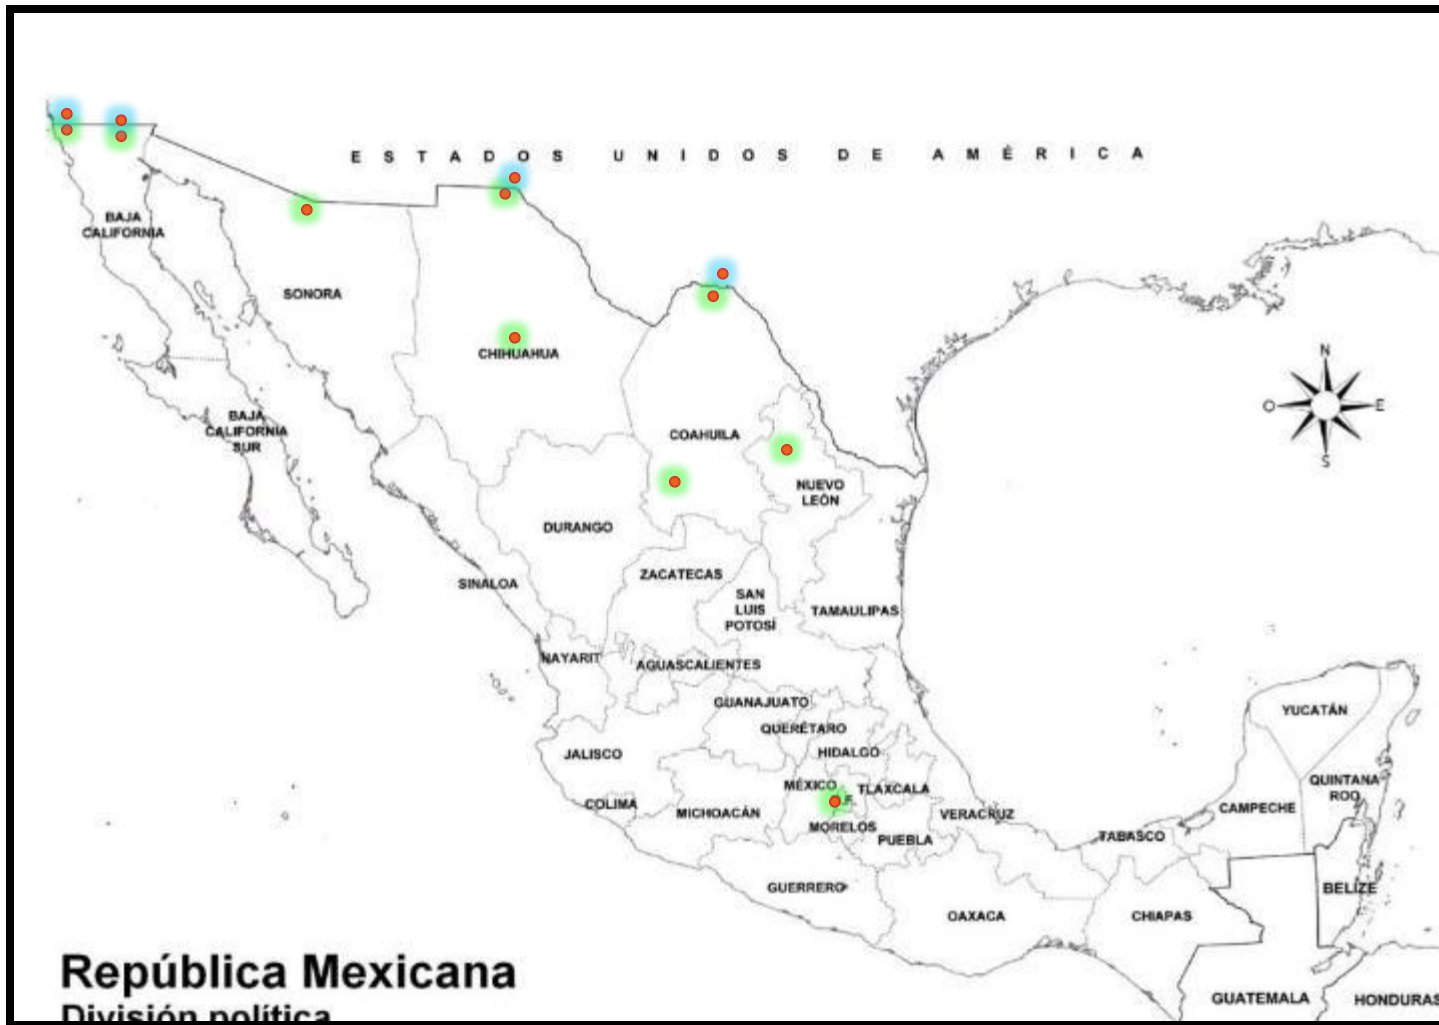 ESTADOS UNIDOS DE AMÉRICA
BAJA
CALIFORNIA
SONORA
CHIHUAHUA
N
O
E
S
BAJA
CALIFORNIA
SUR
COAHUILA
NUEVO
LEÓN
DURANGO
ZACATECAS
SINALOA
SAN
LUIS
POTOSÍ
TAMAULIPAS
NAYARIT
AGUASCALIENTES
GUANAJUATO
QUERÉTARO
YUCATÁN
JALISCO
HIDALGO
MÉXICO
TLAXCALA
QUINTANA
ROO
COLIMA
MICHOACÁN
F.
MORELOS
VERACRUZ
CAMPECHE
PUEBLA
TABASCO
GUERRERO
BELIZE
OAXACA
CHIAPAS
República Mexicana
División política
GUATEMALA
HONDURAS